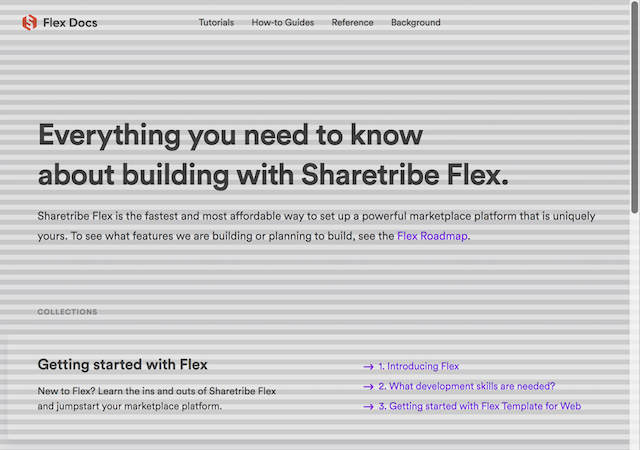 Flex Docs
Tutorials How-to Guides Reference Background
Everything you need to know
about building with Sharetribe Flex.
Sharetribe Flex is the fastest and most affordable way to set up a powerful marketplace platform that is uniquely
yours. To see what features we are building or planning to build, see the Flex Roadmap.
COLLECTIONS
Getting started with Flex
New to Flex? Learn the ins and outs of Sharetribe Flex
and jumpstart your marketplace platform.
→ 1. Introducing Flex
→ 2. What development skills are needed?
→ 3. Getting started with Flex Template for Web